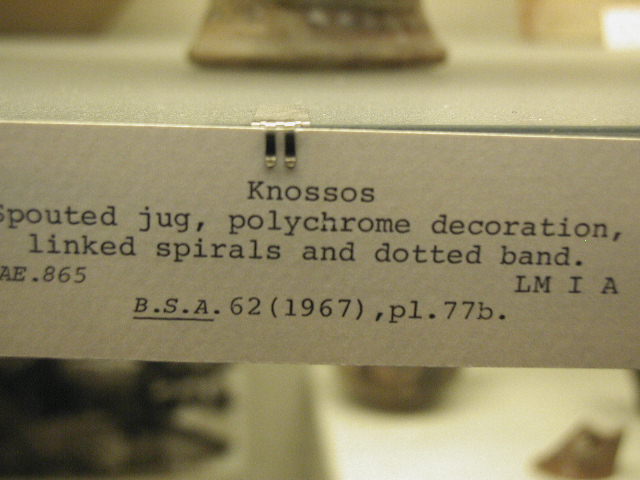 Knossos
Spouted jug, polychrome decoration,
linked spirals and dotted band.
AE.865 LM I A
B.S.A. 62(1967),pl.77b.